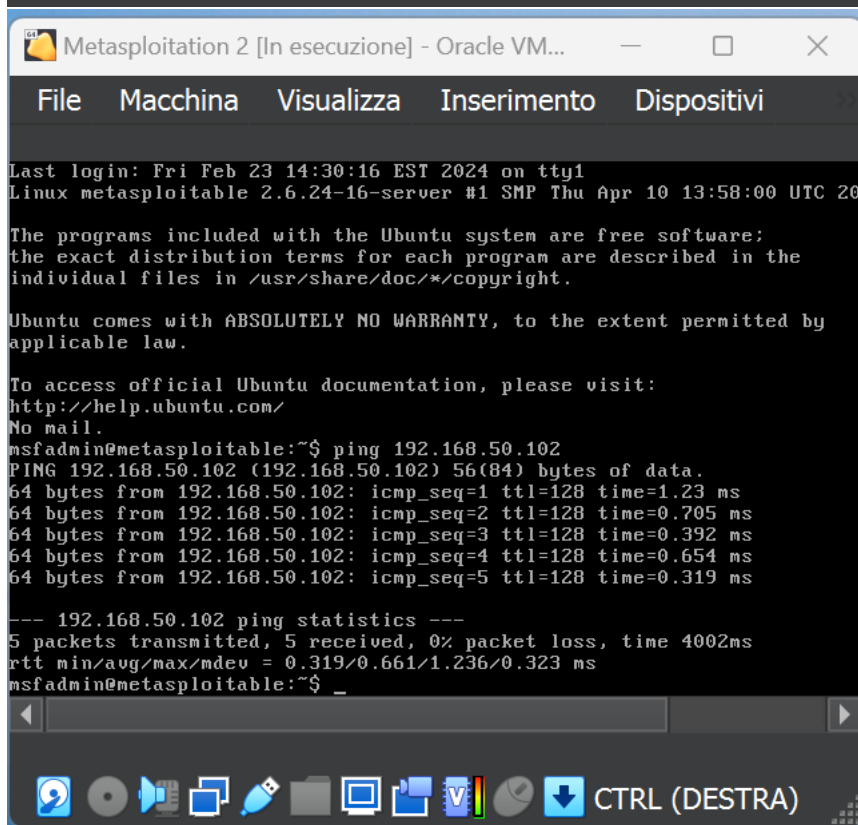 Metasploitation 2 [In esecuzione] - Oracle VM...
File Macchina Visualizza Inserimento Dispositivi
Last login: Fri Feb 23 14:30:16 EST 2024 on tty1
Linux metasploitable 2.6.24-16-server #1 SMP Thu Apr 10 13:58:00 UTC 20
The programs included with the Ubuntu system are free software;
the exact distribution terms for each program are described in the
individual files in /usr/share/doc/*/copyright.
Ubuntu comes with ABSOLUTELY NO WARRANTY, to the extent permitted by
applicable law.
To access official Ubuntu documentation, please visit:
http://help.ubuntu.com/
No mail.
msfadmin@metasploitable:~$ ping 192.168.50.102
PING 192.168.50.102 (192.168.50.102) 56(84) bytes of data.
64 bytes from 192.168.50.102: icmp_seq=1 ttl=128 time=1.23 ms
64 bytes from 192.168.50.102: icmp_seq=2 ttl=128 time=0.705 ms
64 bytes from 192.168.50.102: icmp_seq=3 ttl=128 time=0.392 ms
64 bytes from 192.168.50.102: icmp_seq=4 ttl=128 time=0.654 ms
64 bytes from 192.168.50.102: icmp_seq=5 ttl=128 time=0.319 ms
--- 192.168.50.102 ping statistics ---
5 packets transmitted, 5 received, 0% packet loss, time 4002ms
rtt min/avg/max/mdev = 0.319/0.661/1.236/0.323 ms
msfadmin@metasploitable:~$ _
CTRL (DESTRA)